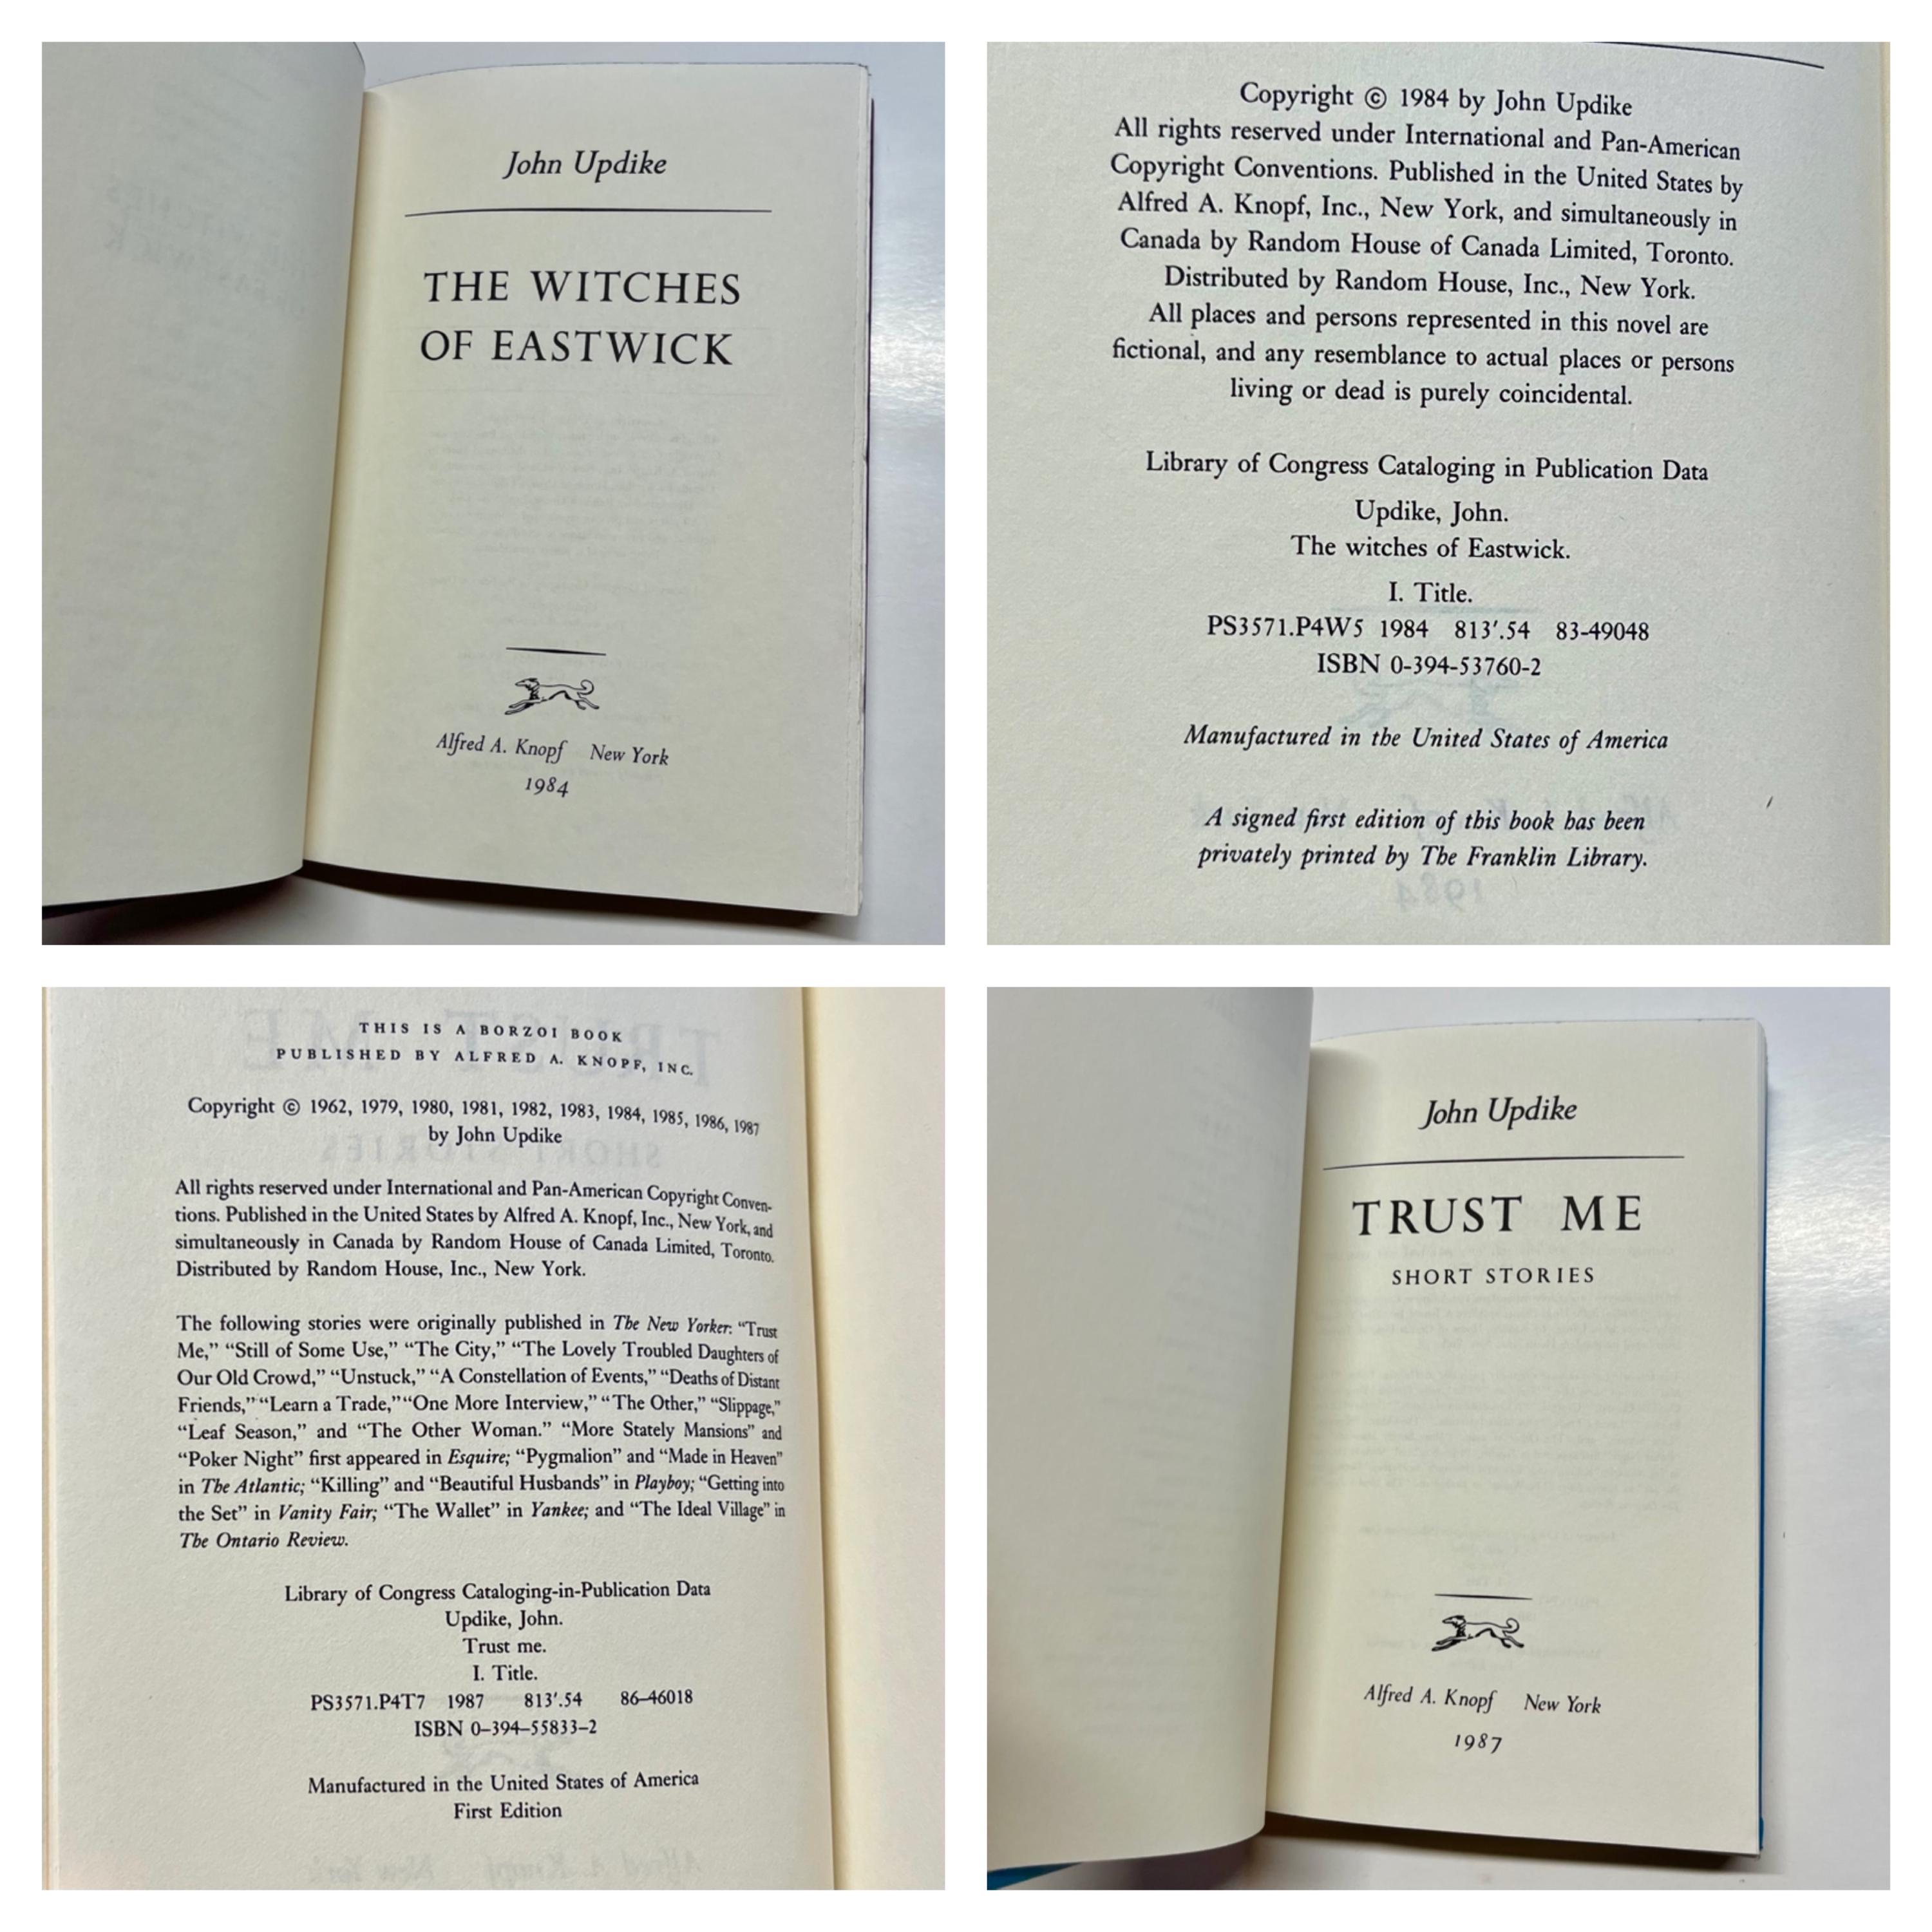 John Updike
THE WITCHES
OF EASTWICK
Alfred A. Knopf New York
1984
Copyright © 1984 by John Updike
All rights reserved under International and Pan-American
Copyright Conventions. Published in the United States by
Alfred A. Knopf, Inc., New York, and simultaneously in
Canada by Random House of Canada Limited, Toronto.
Distributed by Random House, Inc., New York.
All places and persons represented in this novel are
fictional, and any resemblance to actual places or persons
living or dead is purely coincidental.
Library of Congress Cataloging in Publication Data
Updike, John.
The witches of Eastwick.
I. Title.
PS3571.P4W5 1984 813′.54 83-49048
ISBN 0-394-53760-2
Manufactured in the United States of America
A signed first edition of this book has been
privately printed by The Franklin Library.
THIS IS A BORZOI BOOK
PUBLISHED BY ALFRED A. KNOPF, INC.
Copyright © 1962, 1979, 1980, 1981, 1982, 1983, 1984, 1985, 1986, 1987
by John Updike
All rights reserved under International and Pan-American Copyright Conven-
tions. Published in the United States by Alfred A. Knopf, Inc., New York, and
simultaneously in Canada by Random House of Canada Limited, Toronto.
Distributed by Random House, Inc., New York.
The following stories were originally published in The New Yorker: “Trust
Me,” “Still of Some Use,” “The City,” “The Lovely Troubled Daughters of
Our Old Crowd,” “Unstuck,” “A Constellation of Events,” “Deaths of Distant
Friends,” “Learn a Trade,” “One More Interview,” “The Other,” “Slippage,”
“Leaf Season,” and “The Other Woman.” “More Stately Mansions” and
“Poker Night” first appeared in Esquire; “Pygmalion” and “Made in Heaven”
in The Atlantic; “Killing” and “Beautiful Husbands” in Playboy; “Getting into
the Set” in Vanity Fair; “The Wallet” in Yankee; and “The Ideal Village” in
The Ontario Review.
Library of Congress Cataloging-in-Publication Data
Updike, John.
Trust me.
I. Title.
PS3571.P4T7 1987 813′.54 86–46018
ISBN 0–394–55833–2
Manufactured in the United States of America
First Edition
John Updike
TRUST ME
SHORT STORIES
Alfred A. Knopf New York
1987